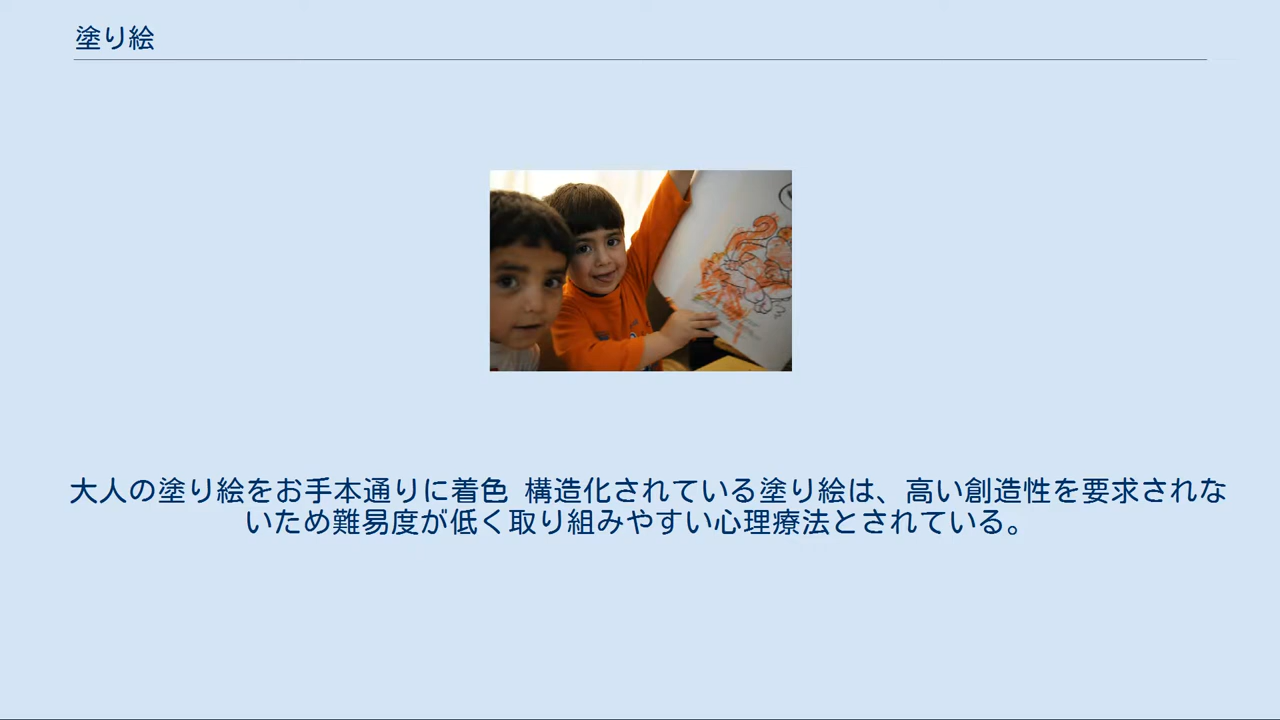 塗り絵
大人の塗り絵をお手本通りに着色 構造化されている塗り絵は、高い創造性を要求されな
いため難易度が低く取り組みやすい心理療法とされている。